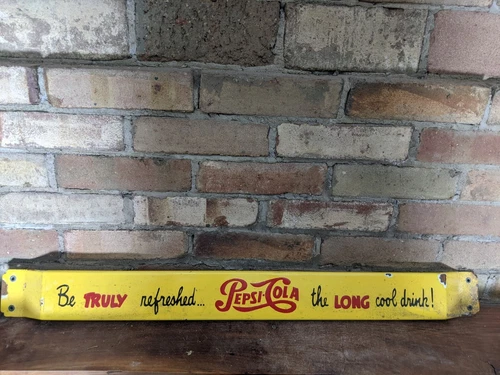 Be TRULY refreshed... PEPSI-COLA the LONG cool drink!